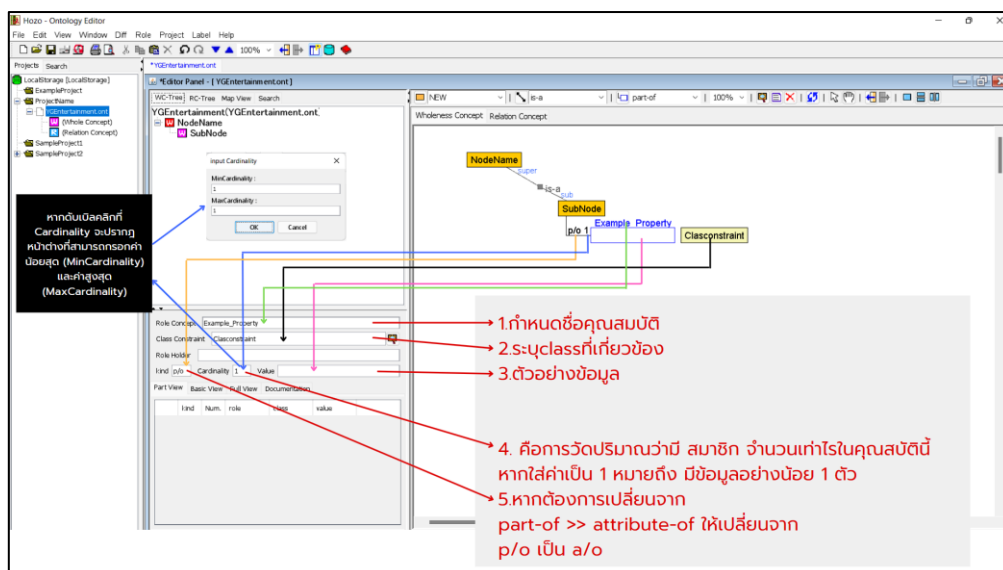 Hozo - Ontology Editor
File Edit View Window Diff Role Project Label Help
100%
Projects Search
*YGEntertainment.ont
LocalStorage [LocalStorage]
ExampleProject
ProjectName
YGEntertainment.ont
(Whole Concept)
(Relation Concept)
SampleProject1
SampleProject2
*Editor Panel - [ YGEntertainment.ont ]
WC-Tree RC-Tree Map View Search
YGEntertainment(YGEntertainment.ont
NodeName
SubNode
NEW is-a part-of 100%
Wholeness Concept Relation Concept
Input Cardinality
MinCardinality :
1
MaxCardinality :
1
OK Cancel
NodeName
super
is-a
sub
SubNode
p/o 1 Example_Property
Clasconstraint
หากดับเบิลคลิกที่
Cardinality จะปรากฏ
หน้าต่างที่สามารถกรอกค่า
น้อยสุด (MinCardinality)
และค่าสูงสุด
(MaxCardinality)
Role Concept Example_Property
Class Constraint Clasconstraint
Role Holder
kind p/o Cardinality 1 Value
Part View Basic View Full View Documentation
kind Num. role class value
1.กำหนดชื่อคุณสมบัติ
2.ระบุclassที่เกี่ยวข้อง
3.ตัวอย่างข้อมูล
4. คือการวัดปริมาณว่ามี สมาชิก จำนวนเท่าไรในคุณสบัตินี้
หากใส่ค่าเป็น 1 หมายถึง มีข้อมูลอย่างน้อย 1 ตัว
5.หากต้องการเปลี่ยนจาก
part-of >> attribute-of ให้เปลี่ยนจาก
p/o เป็น a/o